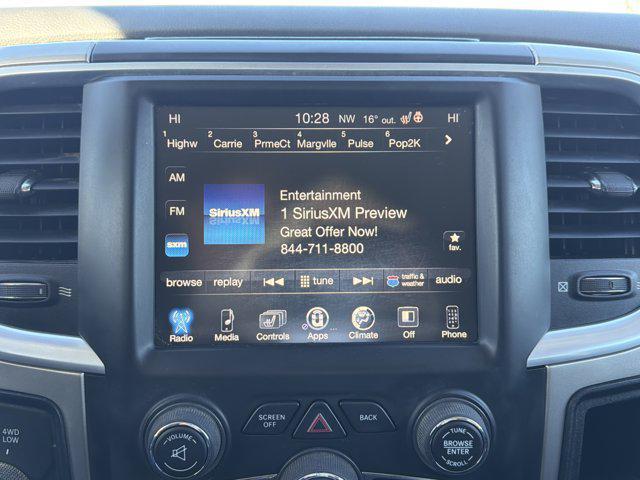 HI 10:28 NW 16° out. HI
1 Highw 2 Carrie 3 PrmeCt 4 Margvlle 5 Pulse 6 Pop2K
AM
FM
sxm
SiriusXM
Entertainment
1 SiriusXM Preview
Great Offer Now!
844-711-8800
fav.
browse replay tune traffic & weather audio
Radio Media Controls Apps Climate Off Phone
4WD
LOW
SCREEN
OFF
BACK
VOLUME
TUNE
BROWSE
ENTER
SCROLL